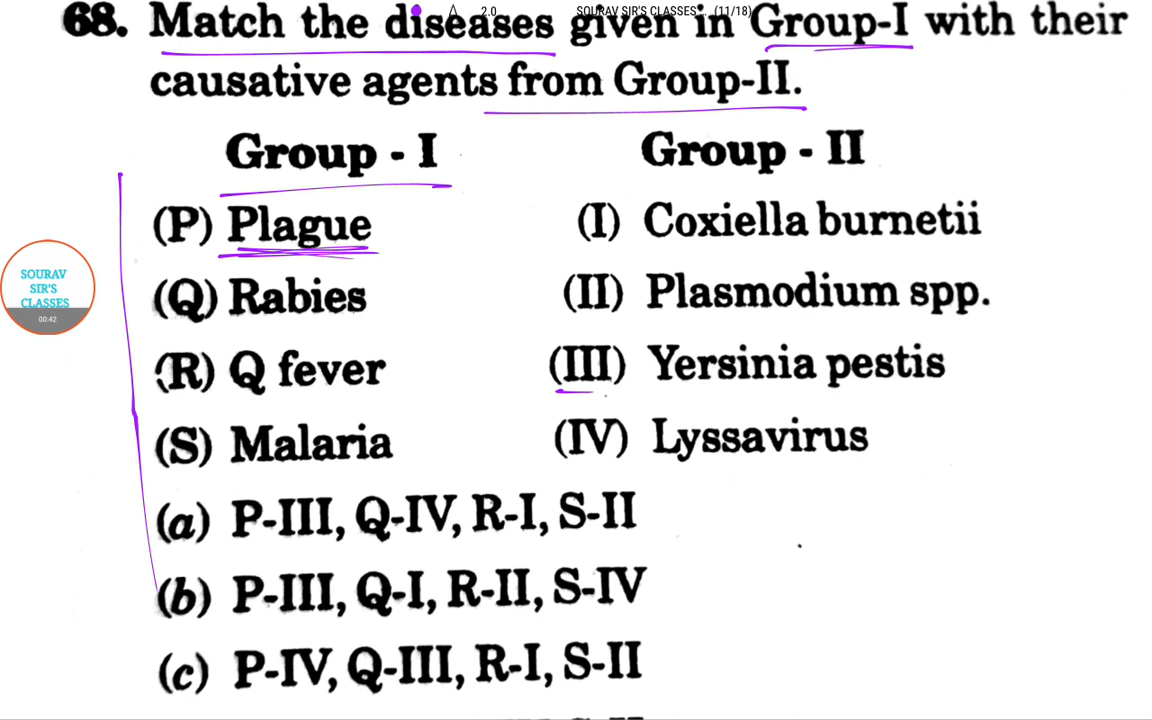 2.0 SOURAV SIR'S CLASSES... (11/18)
68. Match the diseases given in Group-I with their
causative agents from Group-II.
Group - I Group - II
(P) Plague (I) Coxiella burnetii
(Q) Rabies (II) Plasmodium spp.
(R) Q fever (III) Yersinia pestis
(S) Malaria (IV) Lyssavirus
(a) P-III, Q-IV, R-I, S-II
(b) P-III, Q-I, R-II, S-IV
(c) P-IV, Q-III, R-I, S-II
SOURAV
SIR'S
CLASSES
00:42